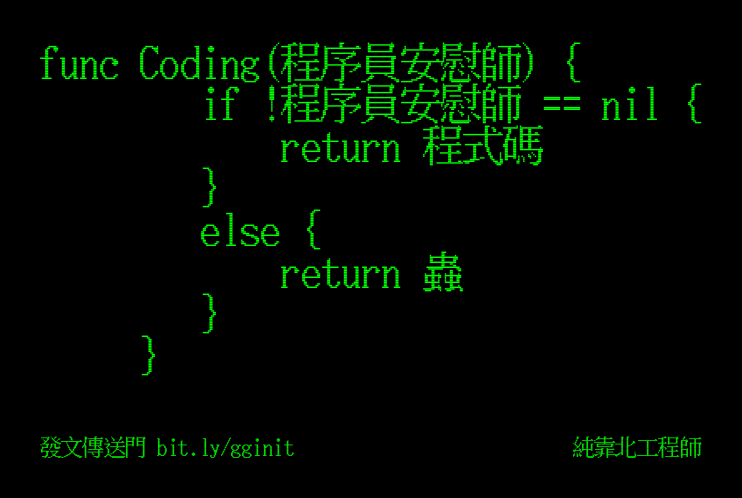 func Coding(程序員安慰師) {
if !程序員安慰師 == nil {
return 程式碼
}
else {
return 蟲
}
}
發文傳送門 bit.ly/gginit
純靠北工程師